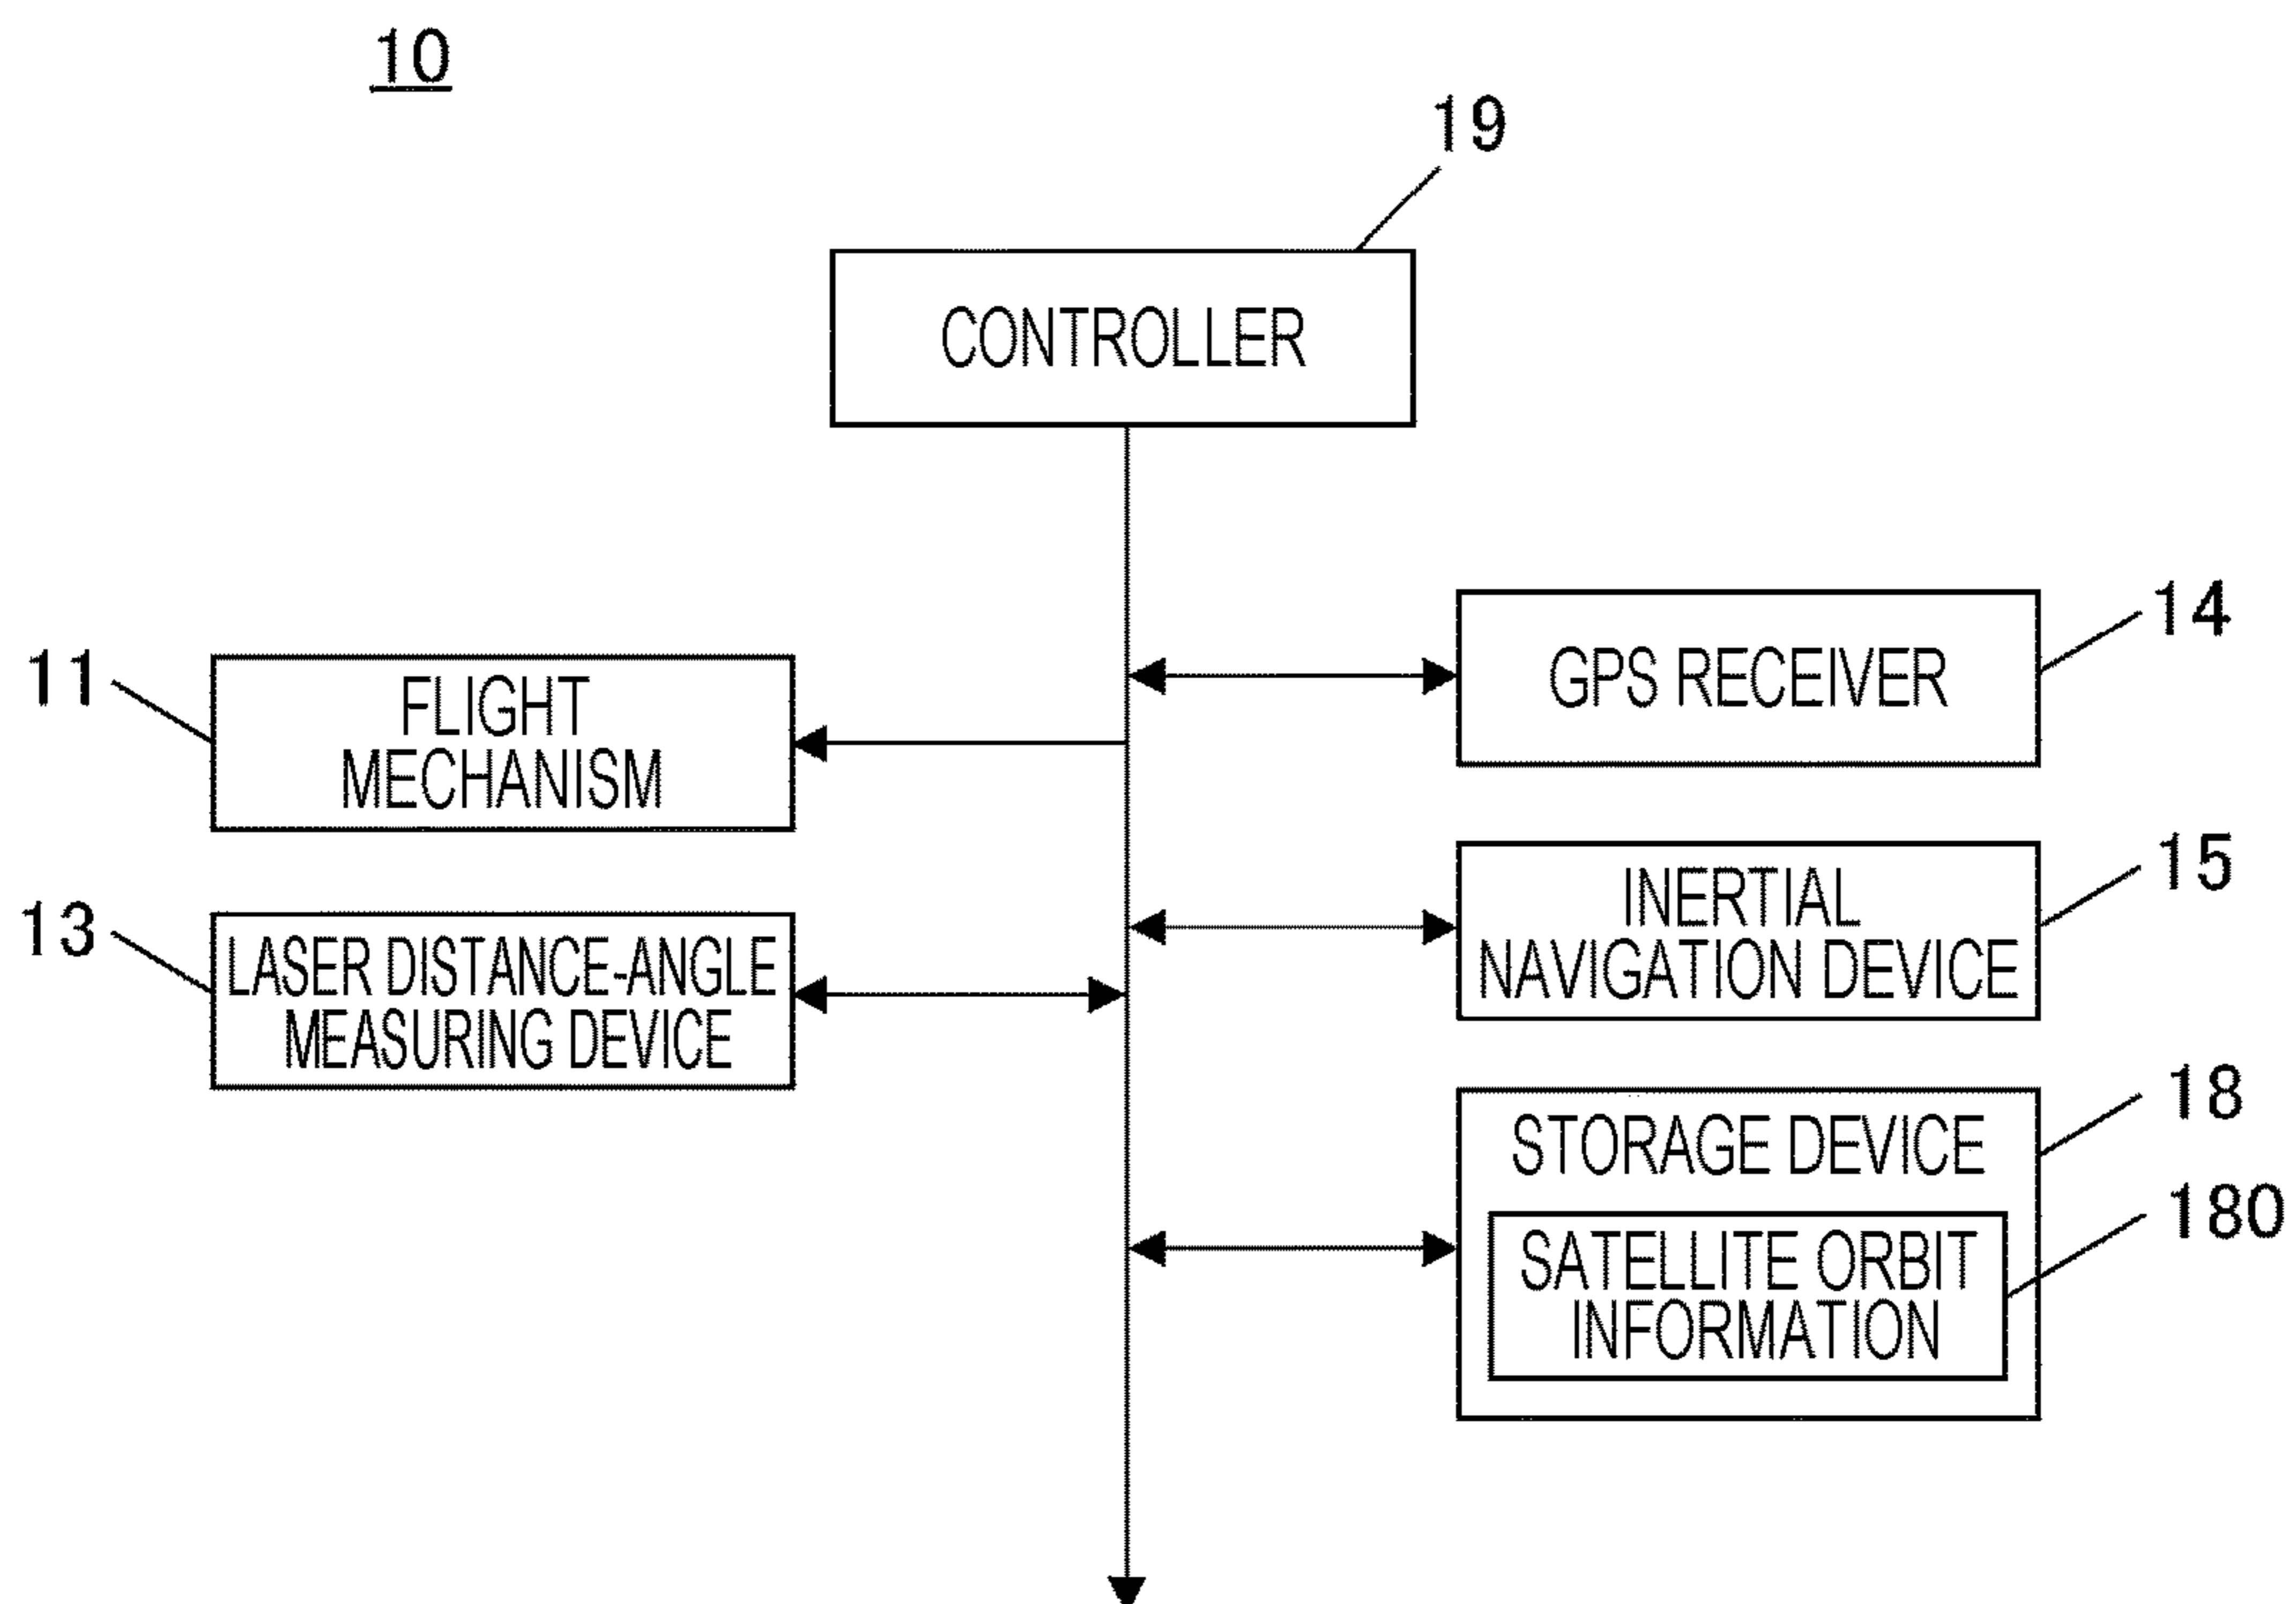 10
19
CONTROLLER
14
GPS RECEIVER
11
FLIGHT
MECHANISM
15
INERTIAL
NAVIGATION DEVICE
13
LASER DISTANCE-ANGLE
MEASURING DEVICE
18
STORAGE DEVICE
180
SATELLITE ORBIT
INFORMATION